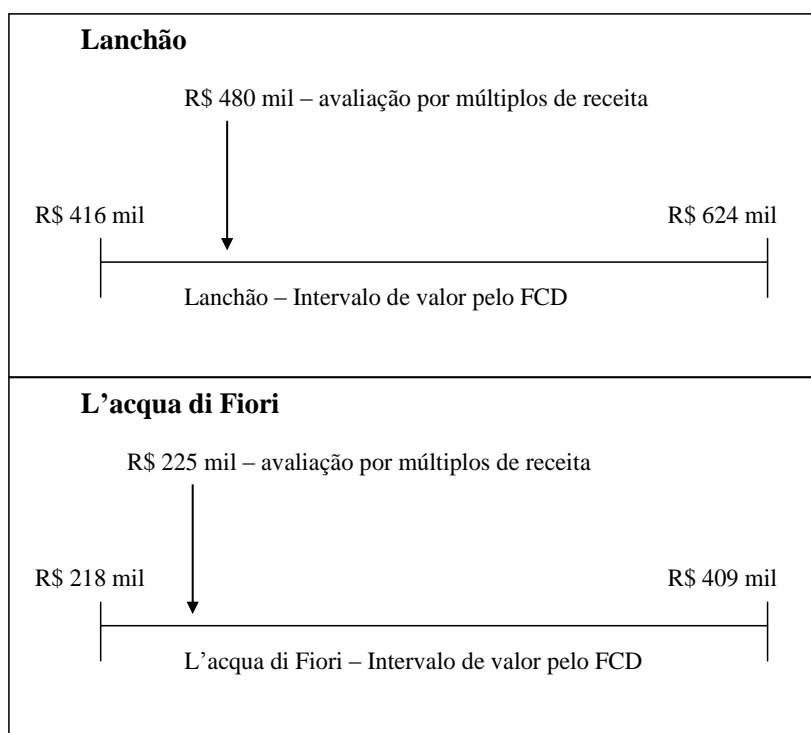 Lanchão
R$ 480 mil – avaliação por múltiplos de receita
R$ 416 mil
R$ 624 mil
Lanchão – Intervalo de valor pelo FCD
L’acqua di Fiori
R$ 225 mil – avaliação por múltiplos de receita
R$ 218 mil
R$ 409 mil
L’acqua di Fiori – Intervalo de valor pelo FCD